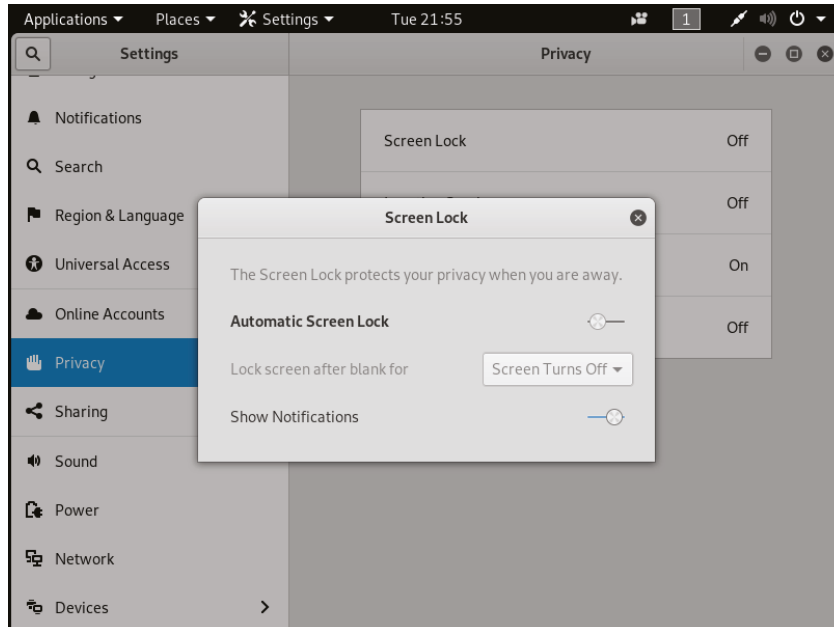 Applications Places Settings Tue 21:55 1
Settings
Privacy
Notifications
Search
Region & Language
Universal Access
Online Accounts
Privacy
Sharing
Sound
Power
Network
Devices
Screen Lock Off
Off
On
Off
Screen Lock
The Screen Lock protects your privacy when you are away.
Automatic Screen Lock
Lock screen after blank for Screen Turns Off
Show Notifications